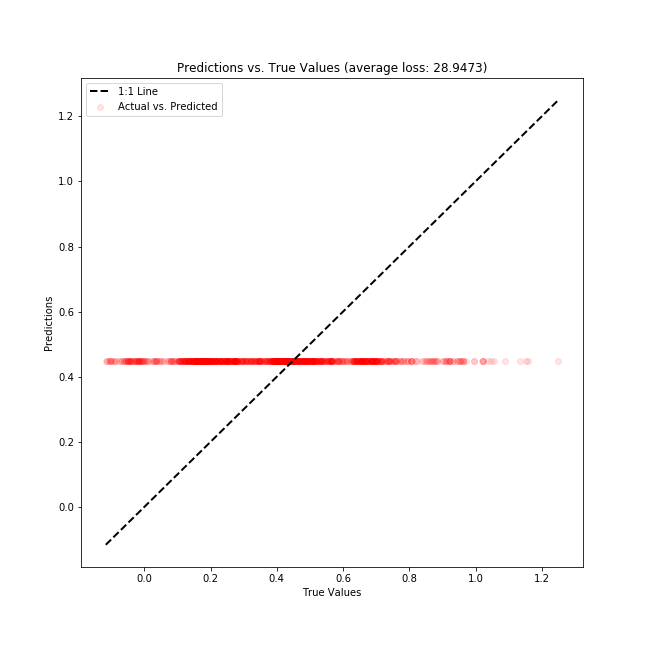 Predictions vs. True Values (average loss: 28.9473)
1:1 Line
Actual vs. Predicted
1.2
1.0
0.8
0.6
0.4
0.2
0.0
Predictions
0.0 0.2 0.4 0.6 0.8 1.0 1.2
True Values